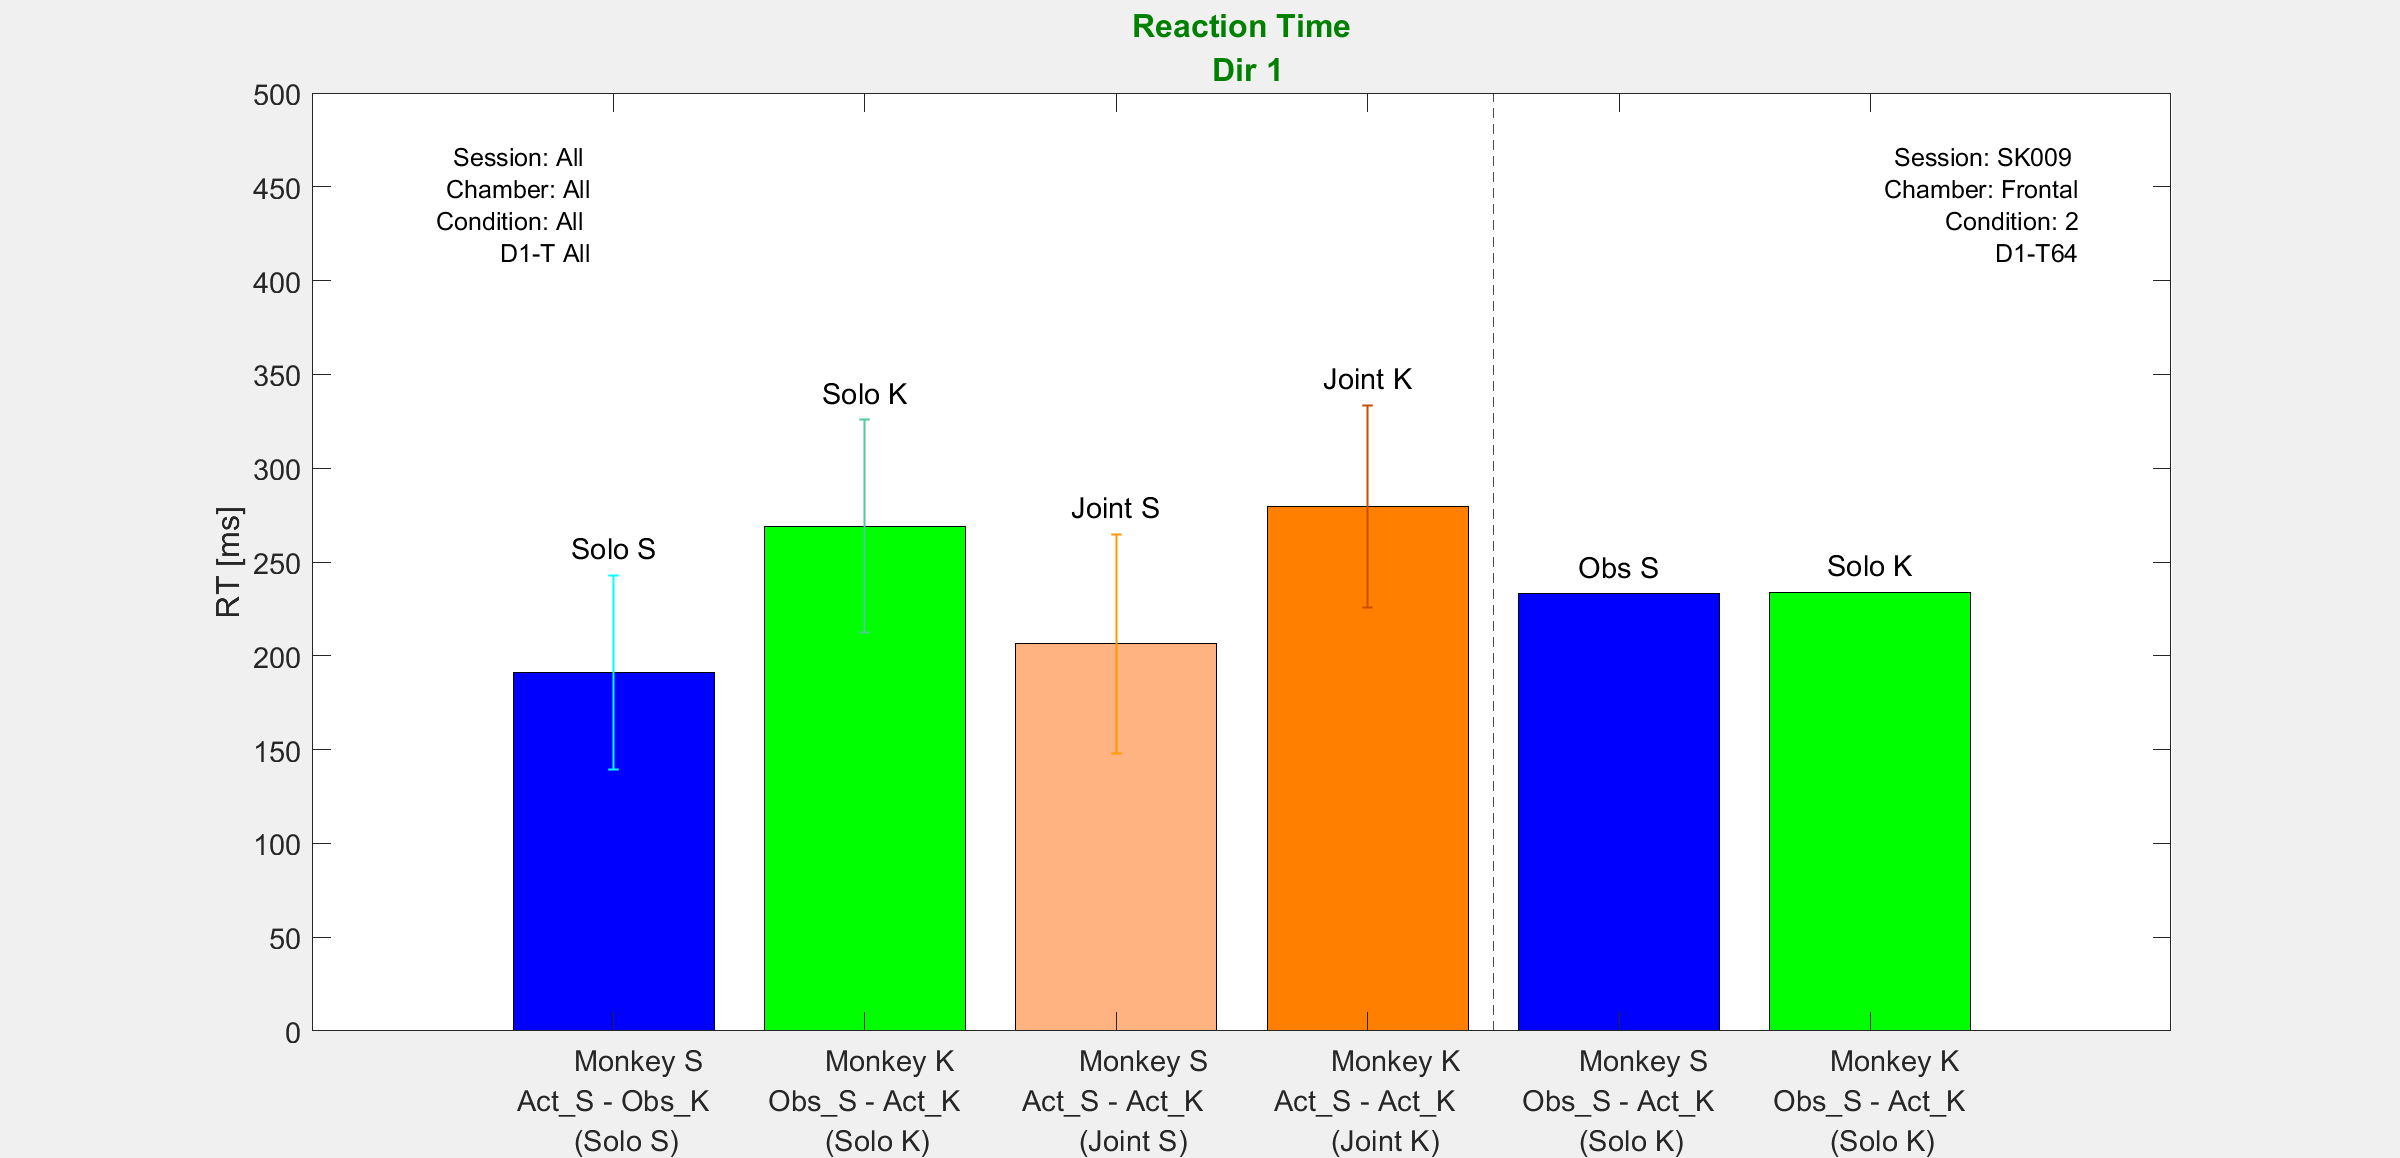 Reaction Time
Dir 1
500
450
400
350
300
250
200
150
100
50
0
RT [ms]
Session: All
Chamber: All
Condition: All
D1-T All
Session: SK009
Chamber: Frontal
Condition: 2
D1-T64
Solo S
Solo K
Joint S
Joint K
Obs S
Solo K
Monkey S
Act_S - Obs_K
(Solo S)
Monkey K
Obs_S - Act_K
(Solo K)
Monkey S
Act_S - Act_K
(Joint S)
Monkey K
Act_S - Act_K
(Joint K)
Monkey S
Obs_S - Act_K
(Solo K)
Monkey K
Obs_S - Act_K
(Solo K)